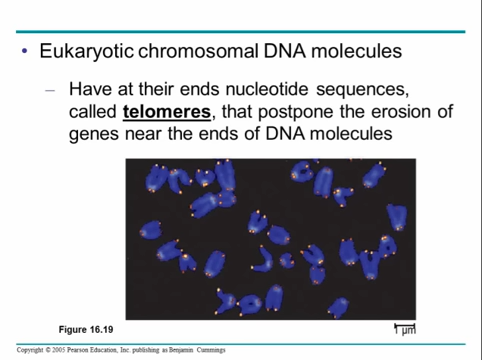 • Eukaryotic chromosomal DNA molecules
– Have at their ends nucleotide sequences,
called telomeres, that postpone the erosion of
genes near the ends of DNA molecules
Figure 16.19
1 µm
Copyright © 2005 Pearson Education, Inc. publishing as Benjamin Cummings